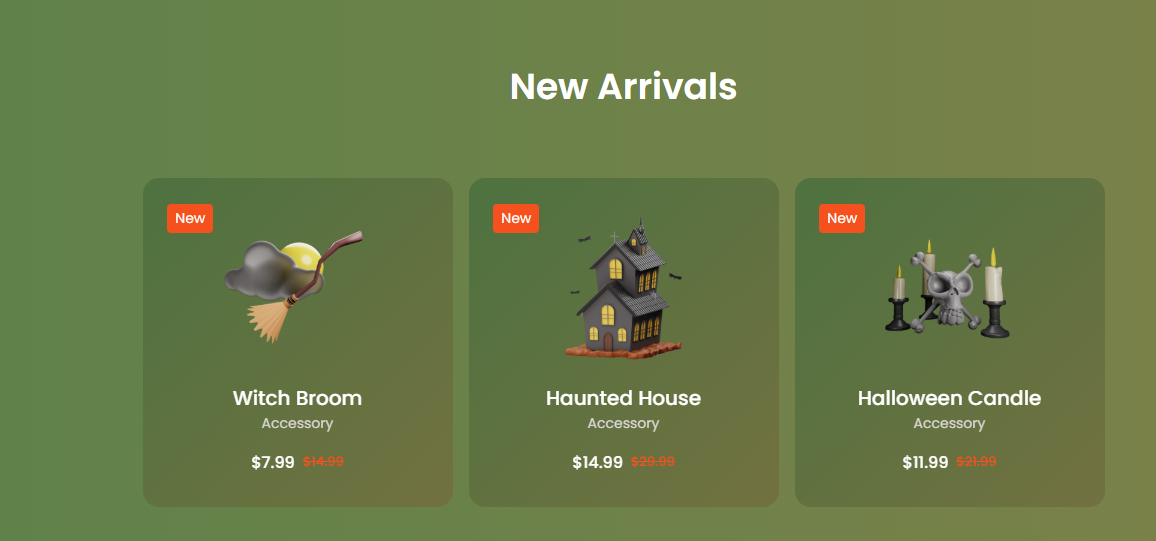 New Arrivals
New
New
New
Witch Broom
Haunted House
Halloween Candle
Accessory
Accessory
Accessory
$7.99 $14.99
$14.99 $29.99
$11.99 $21.99